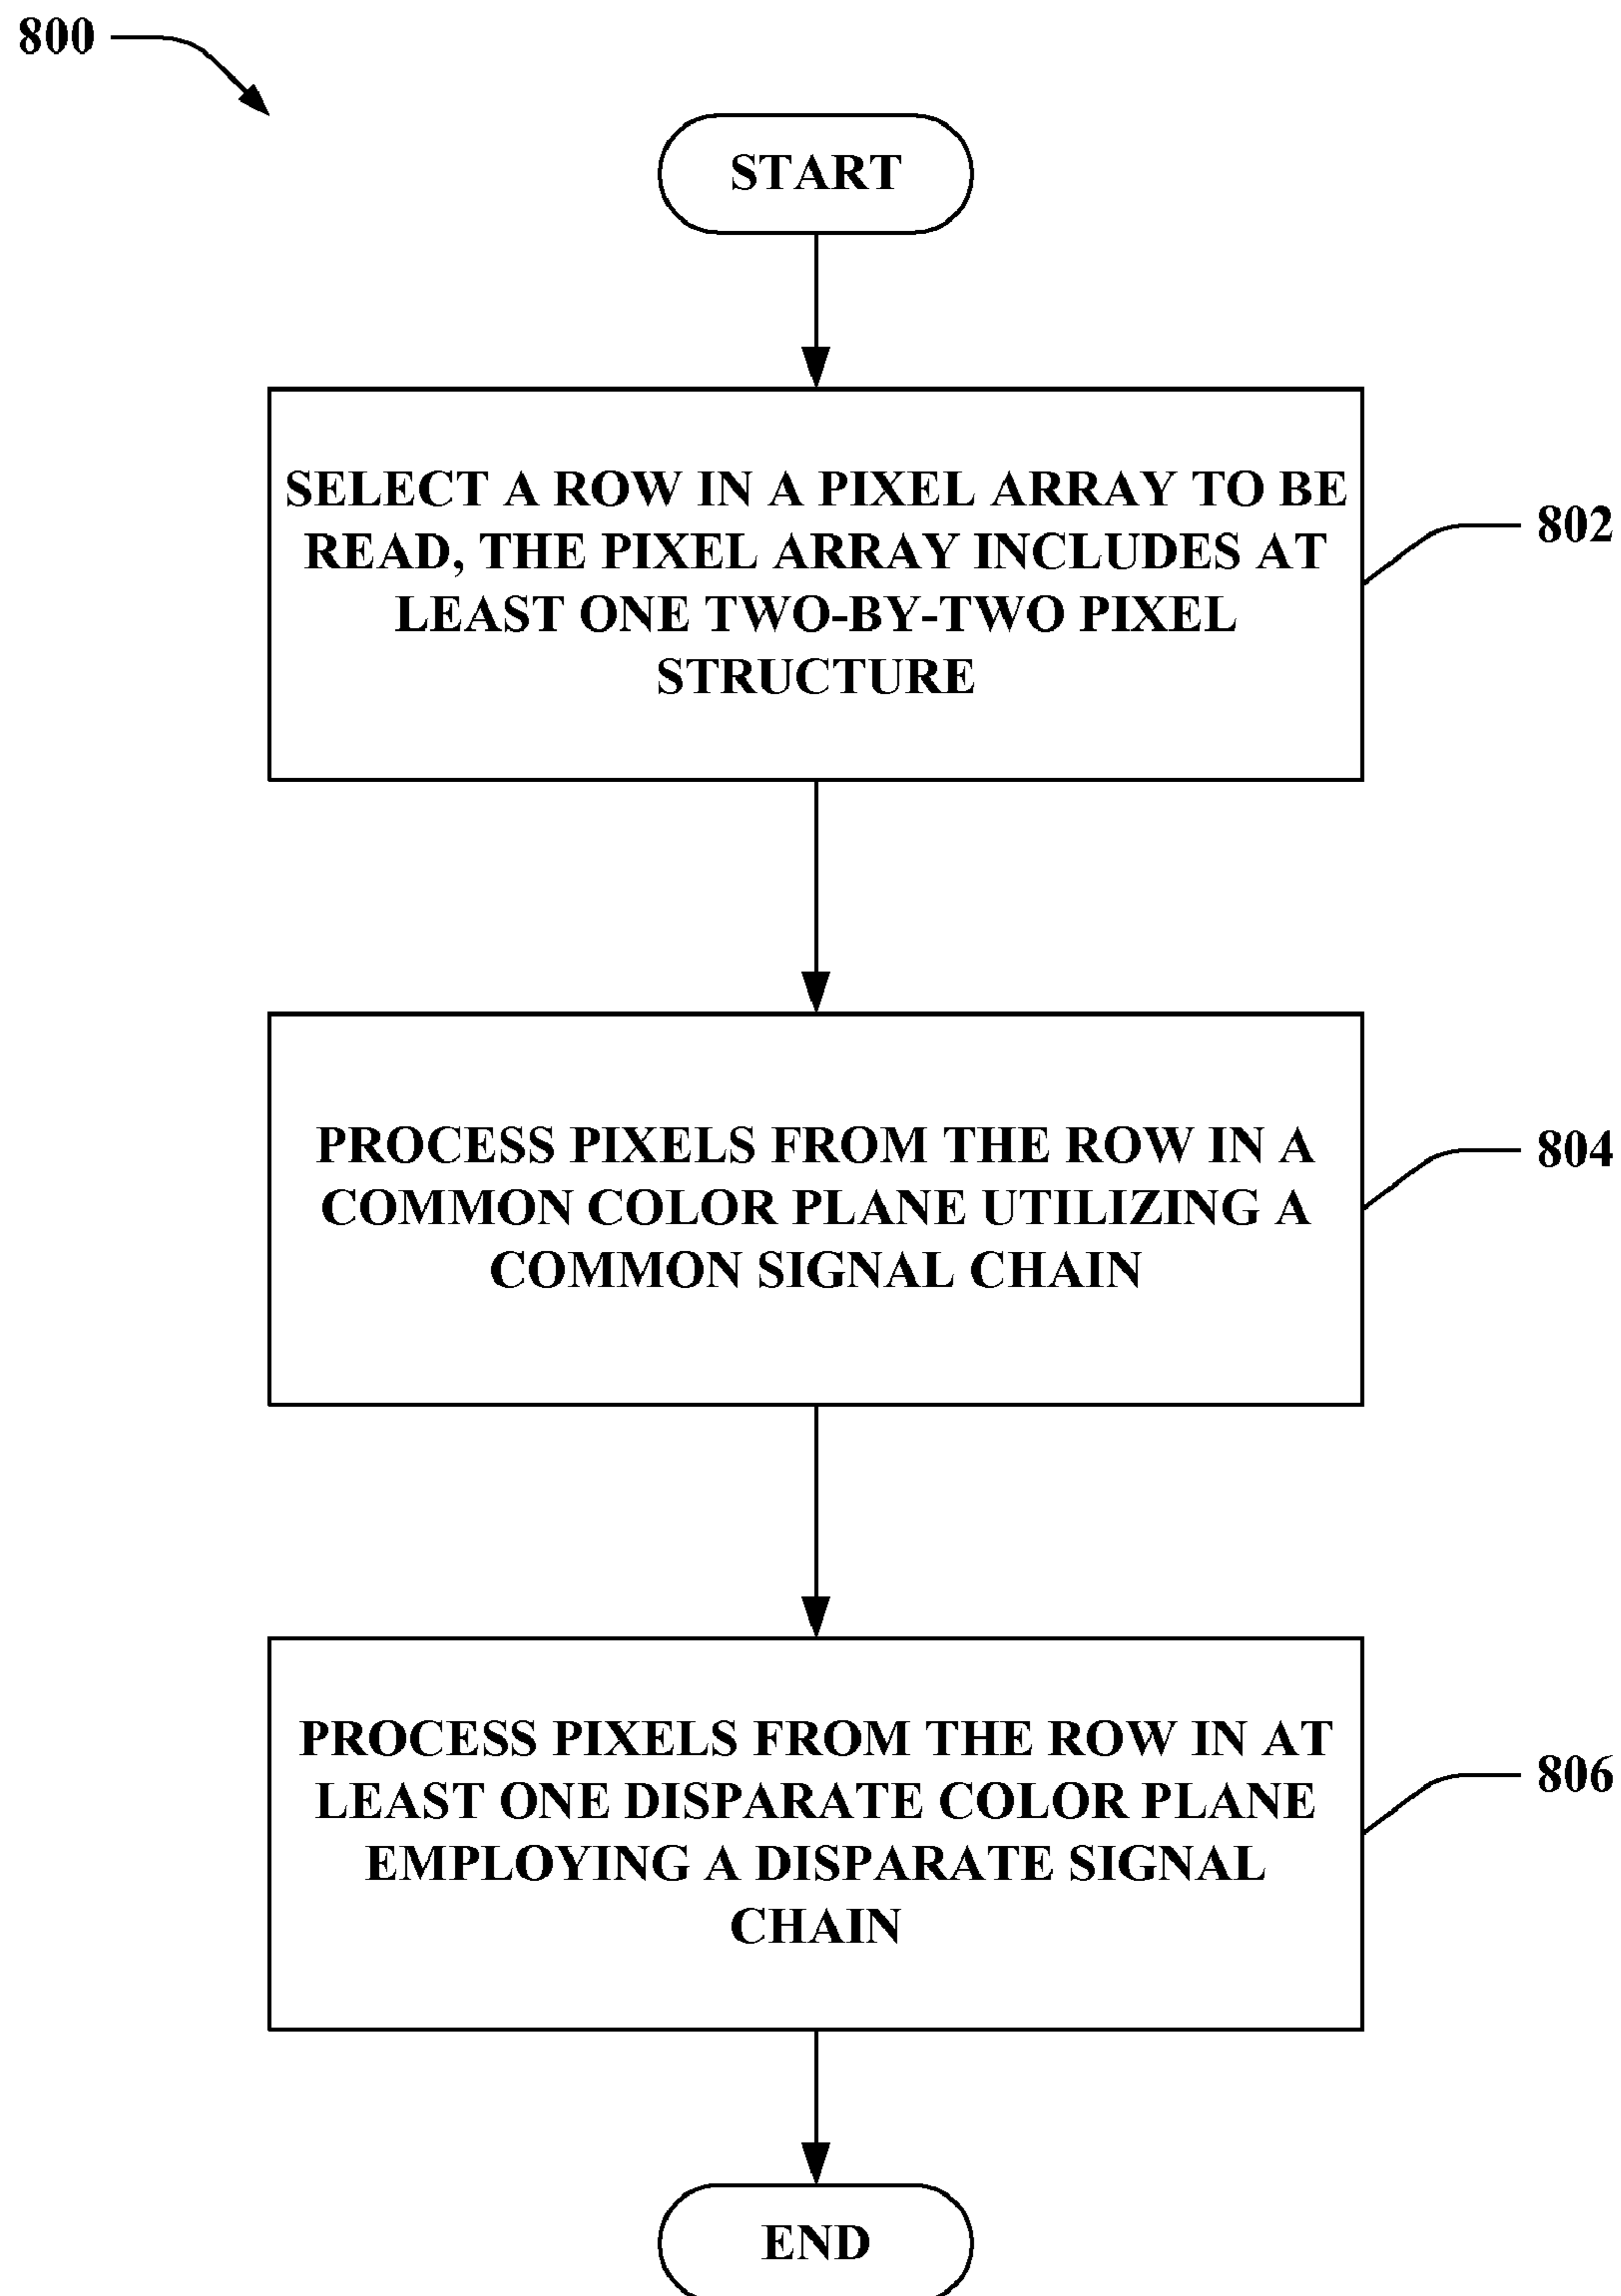 800
START
SELECT A ROW IN A PIXEL ARRAY TO BE
READ, THE PIXEL ARRAY INCLUDES AT
LEAST ONE TWO-BY-TWO PIXEL
STRUCTURE
802
PROCESS PIXELS FROM THE ROW IN A
COMMON COLOR PLANE UTILIZING A
COMMON SIGNAL CHAIN
804
PROCESS PIXELS FROM THE ROW IN AT
LEAST ONE DISPARATE COLOR PLANE
EMPLOYING A DISPARATE SIGNAL
CHAIN
806
END